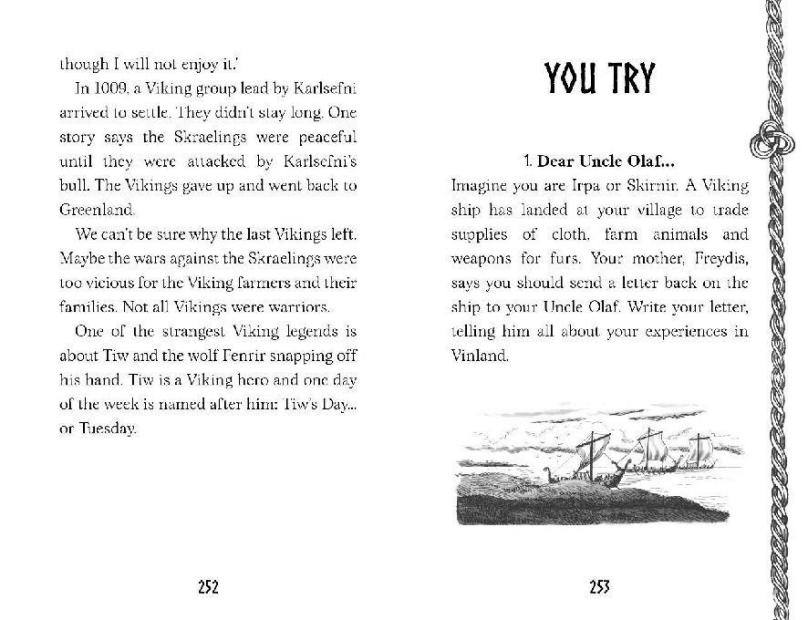 though I will not enjoy it.'
In 1009, a Viking group lead by Karlsefni
arrived to settle. They didn't stay long. One
story says the Skraelings were peaceful
until they were attacked by Karlsefni's
bull. The Vikings gave up and went back to
Greenland.
We can't be sure why the last Vikings left.
Maybe the wars against the Skraelings were
too vicious for the Viking farmers and their
families. Not all Vikings were warriors.
One of the strangest Viking legends is
about Tiw and the wolf Fenrir snapping off
his hand. Tiw is a Viking hero and one day
of the week is named after him: Tiw's Day...
or Tuesday.
252
YOU TRY
1. Dear Uncle Olaf...
Imagine you are Irpa or Skirnir. A Viking
ship has landed at your village to trade
supplies of cloth, farm animals and
weapons for furs. Your mother, Freydis,
says you should send a letter back on the
ship to your Uncle Olaf. Write your letter,
telling him all about your experiences in
Vinland.
253